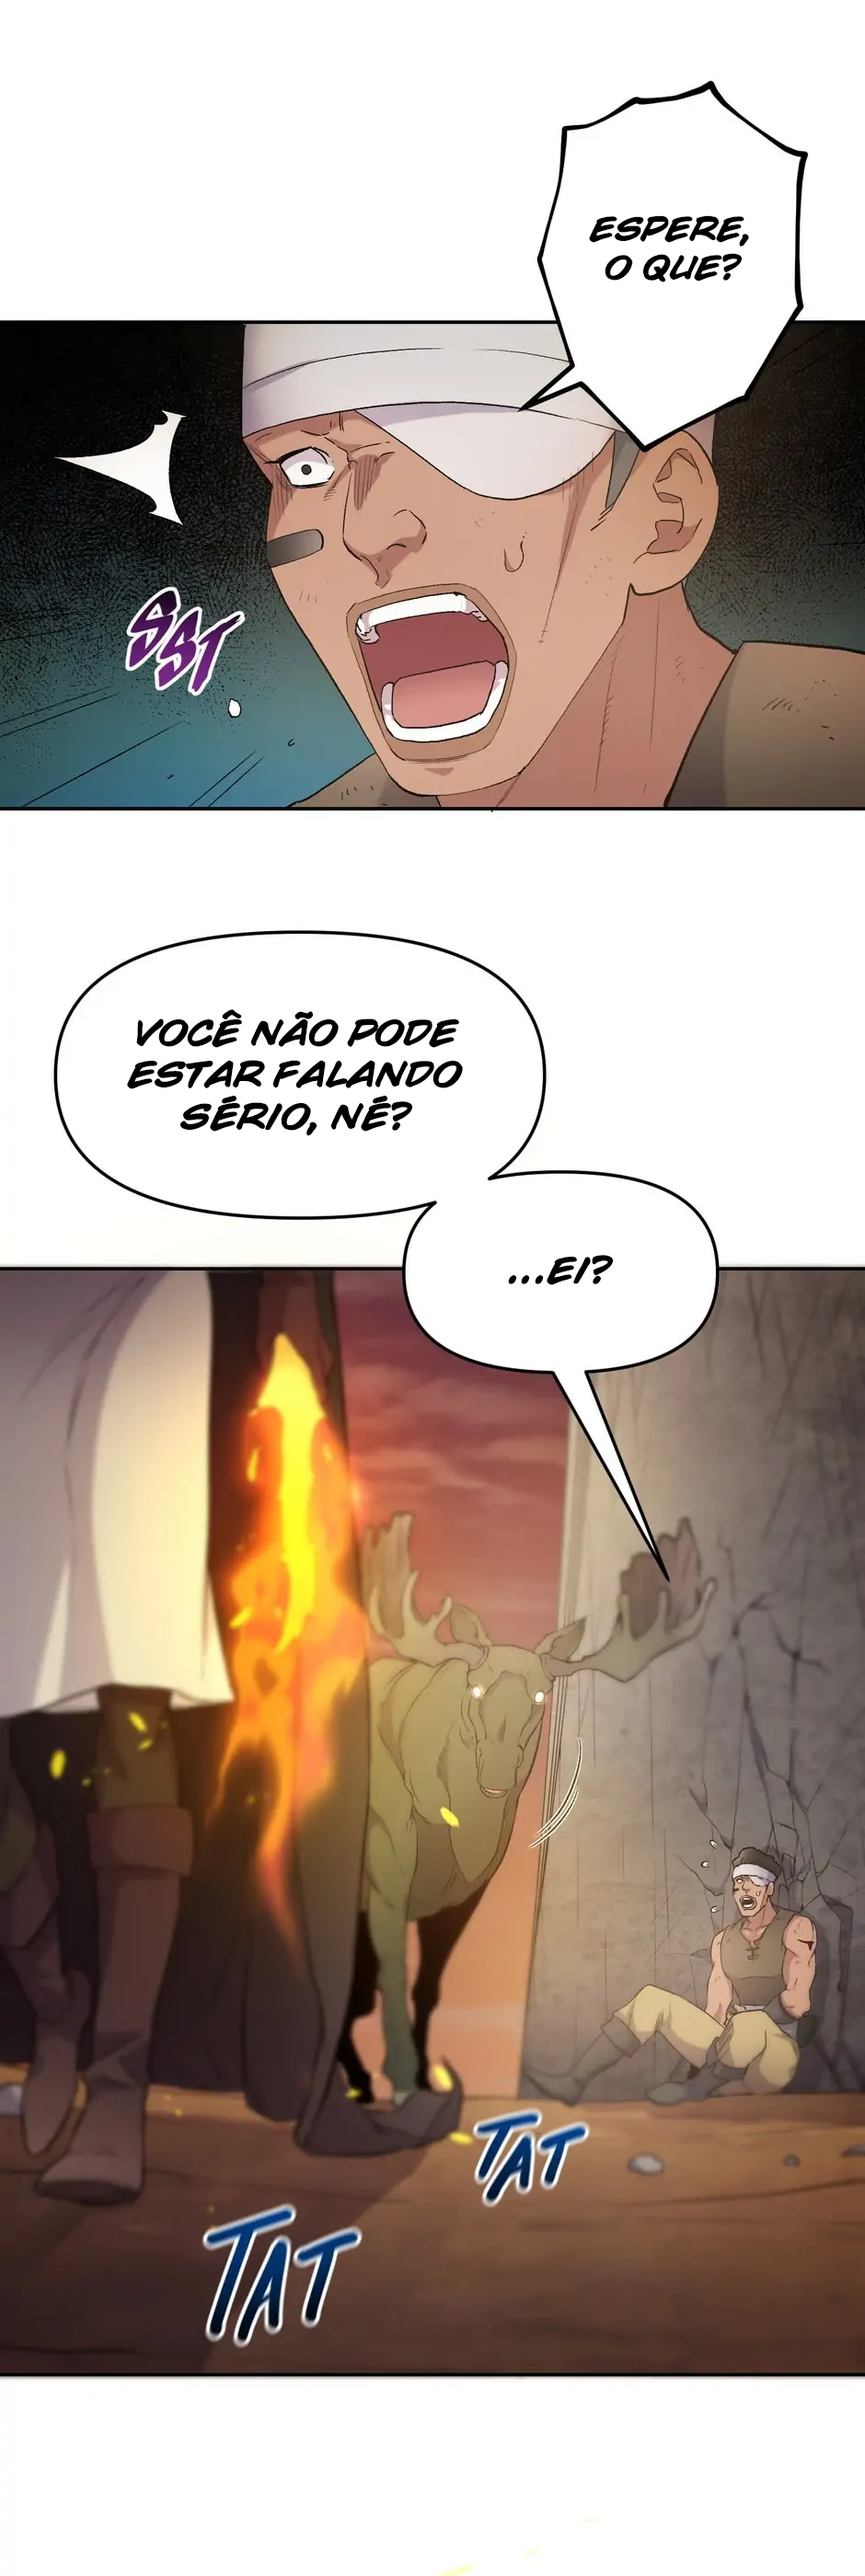 ESPERE,
O QUE?
SST
VOCÊ NÃO PODE
ESTAR FALANDO
SÉRIO, NÉ?
...EI?
TAT
TAT